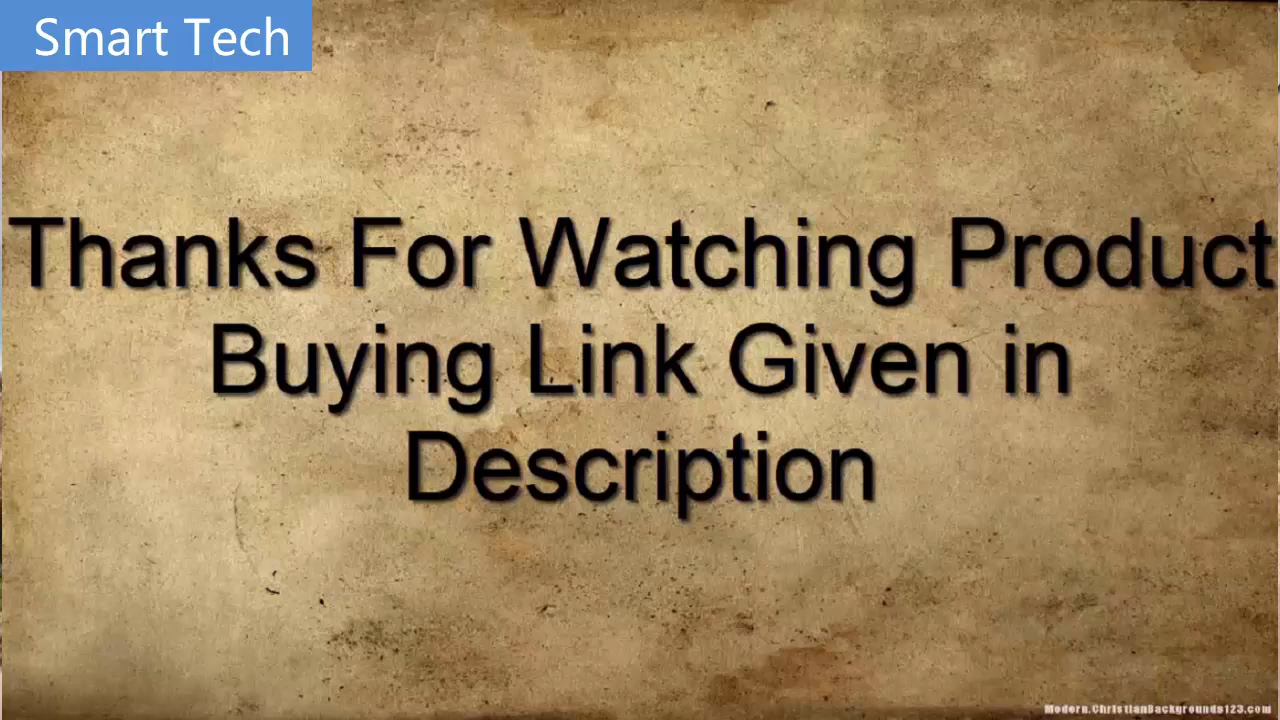 Smart Tech
Thanks For Watching Product
Buying Link Given in
Description
Modern.ChristianBackgrounds123.com